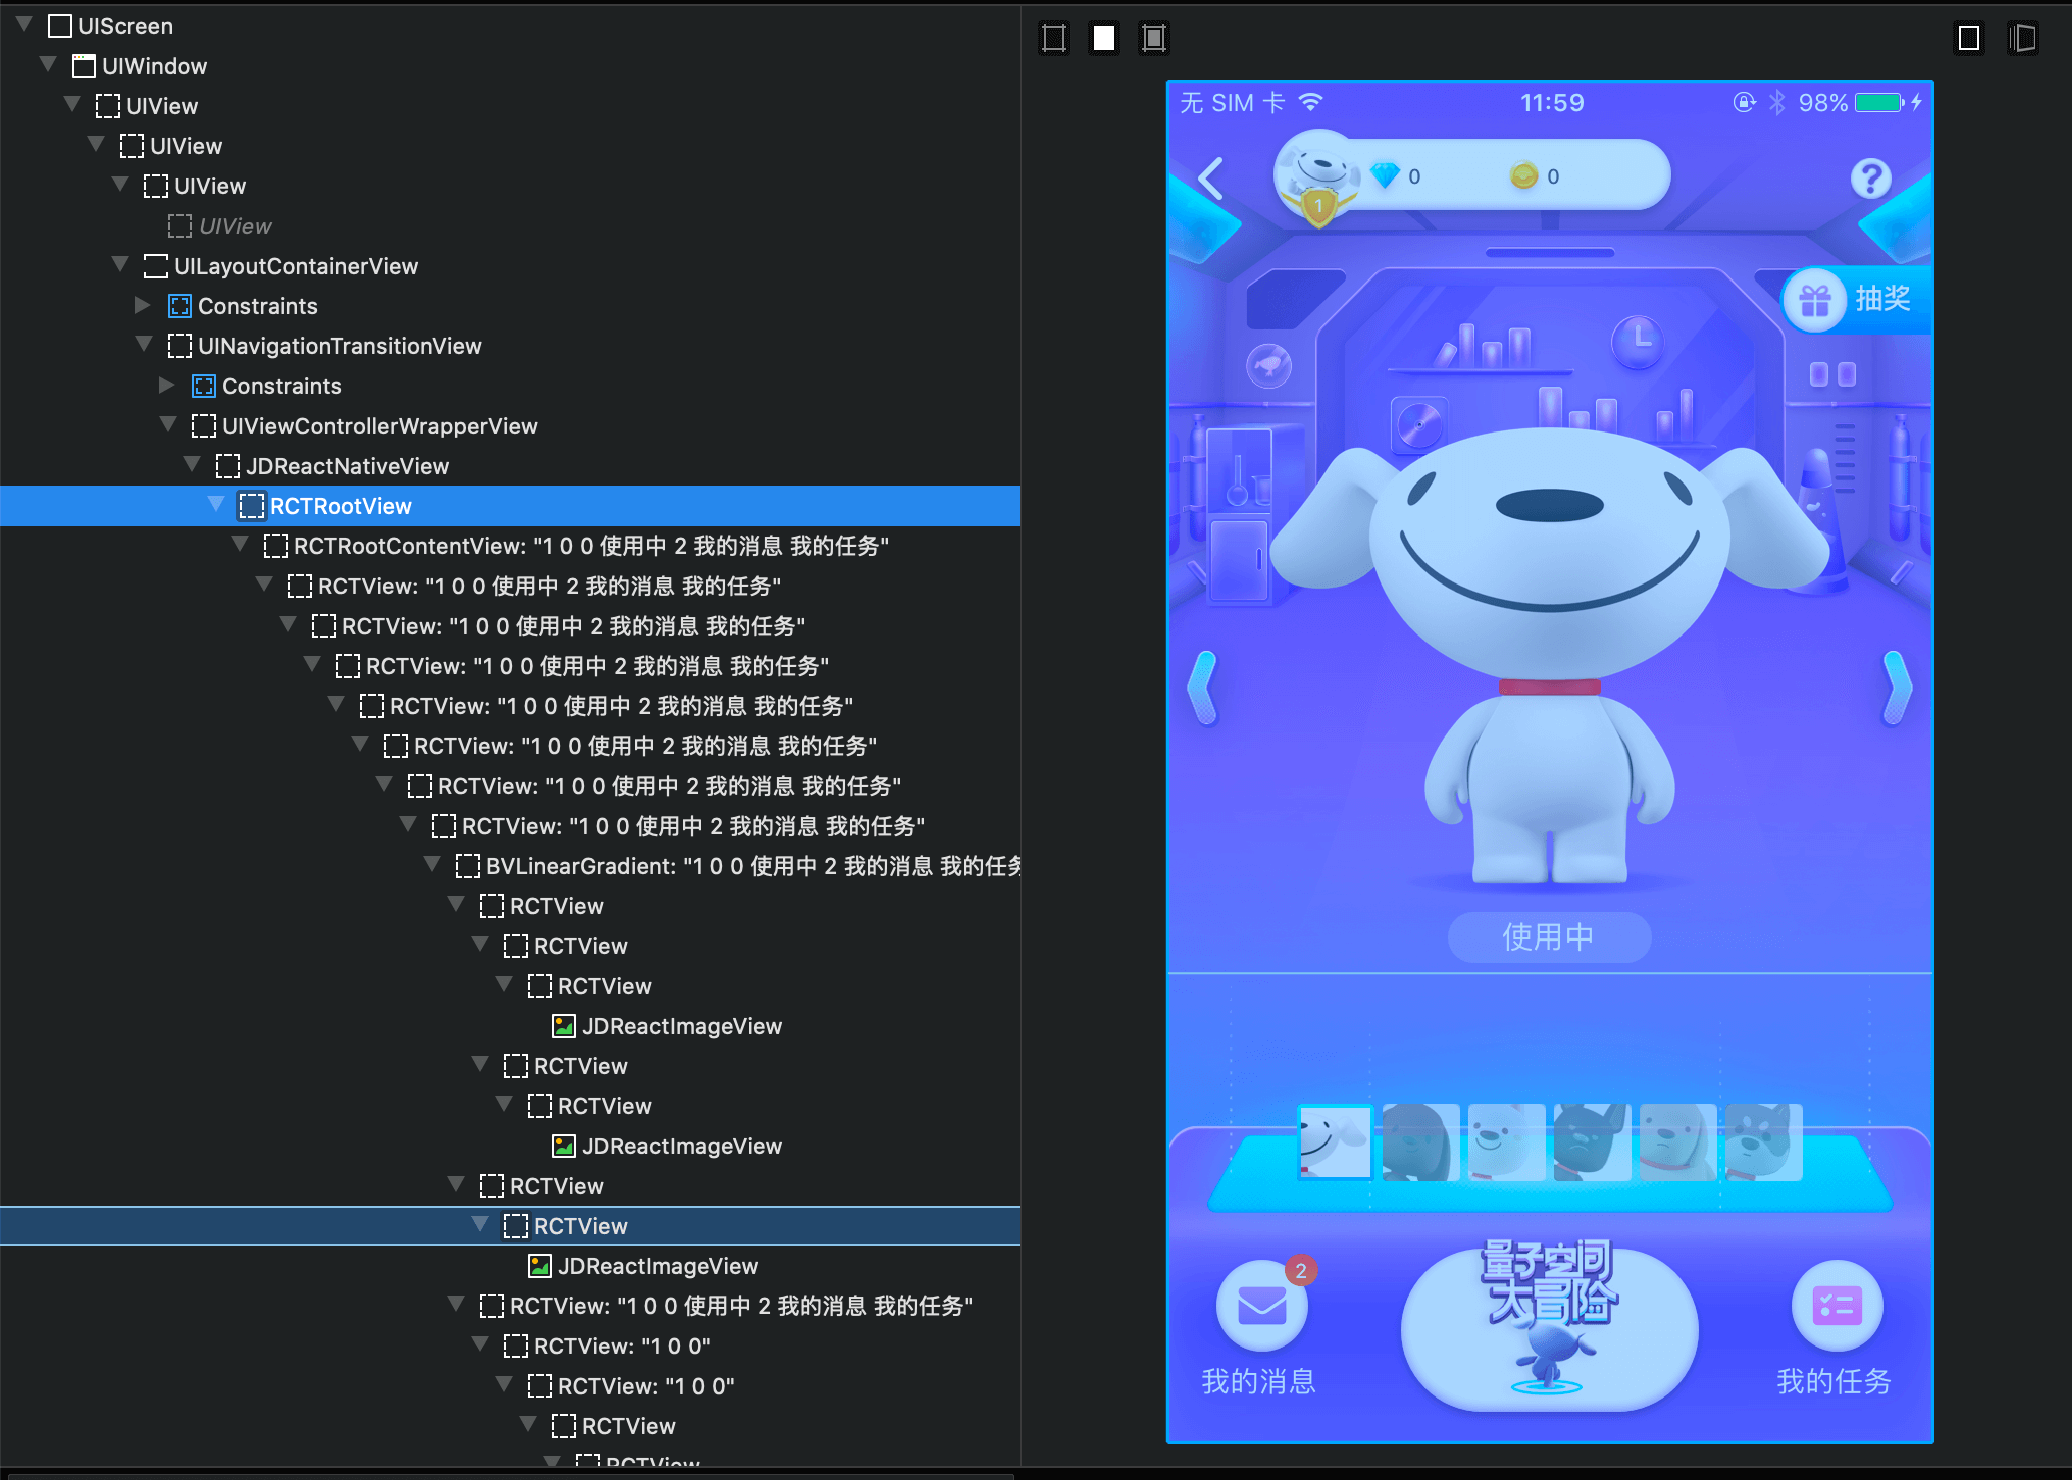 UIScreen
UIWindow
UIView
UIView
UIView
UIView
UILayoutContainerView
Constraints
UINavigationTransitionView
Constraints
UIViewControllerWrapperView
JDReactNativeView
RCTRootView
RCTRootContentView: "1 0 0 使用中 2 我的消息 我的任务"
RCTView: "1 0 0 使用中 2 我的消息 我的任务"
RCTView: "1 0 0 使用中 2 我的消息 我的任务"
RCTView: "1 0 0 使用中 2 我的消息 我的任务"
RCTView: "1 0 0 使用中 2 我的消息 我的任务"
RCTView: "1 0 0 使用中 2 我的消息 我的任务"
RCTView: "1 0 0 使用中 2 我的消息 我的任务"
RCTView: "1 0 0 使用中 2 我的消息 我的任务"
BVLinearGradient: "1 0 0 使用中 2 我的消息 我的任务
RCTView
RCTView
RCTView
JDReactImageView
RCTView
RCTView
JDReactImageView
RCTView
RCTView
JDReactImageView
RCTView: "1 0 0 使用中 2 我的消息 我的任务"
RCTView: "1 0 0"
RCTView: "1 0 0"
RCTView
RCTView
无 SIM 卡 11:59 98%
1 0 0 ?
抽奖
使用中
量子空间
大冒险
2
我的消息 我的任务